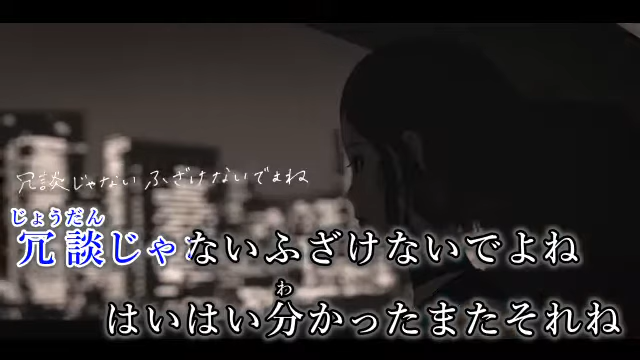 冗談じゃない ふざけないでよね
じょうだん
冗談じゃないふざけないでよね
わ
はいはい分かったまたそれね